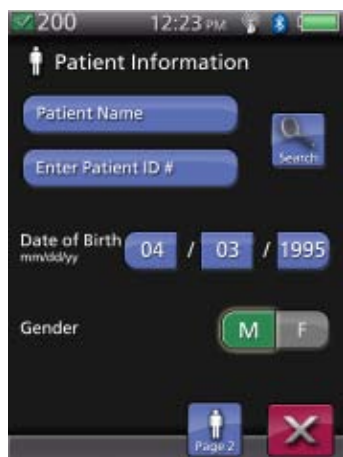 200 12:23 PM
Patient Information
Patient Name
Search
Enter Patient ID #
Date of Birth 04 / 03 / 1995
mm/dd/yy
Gender M F
Page 2